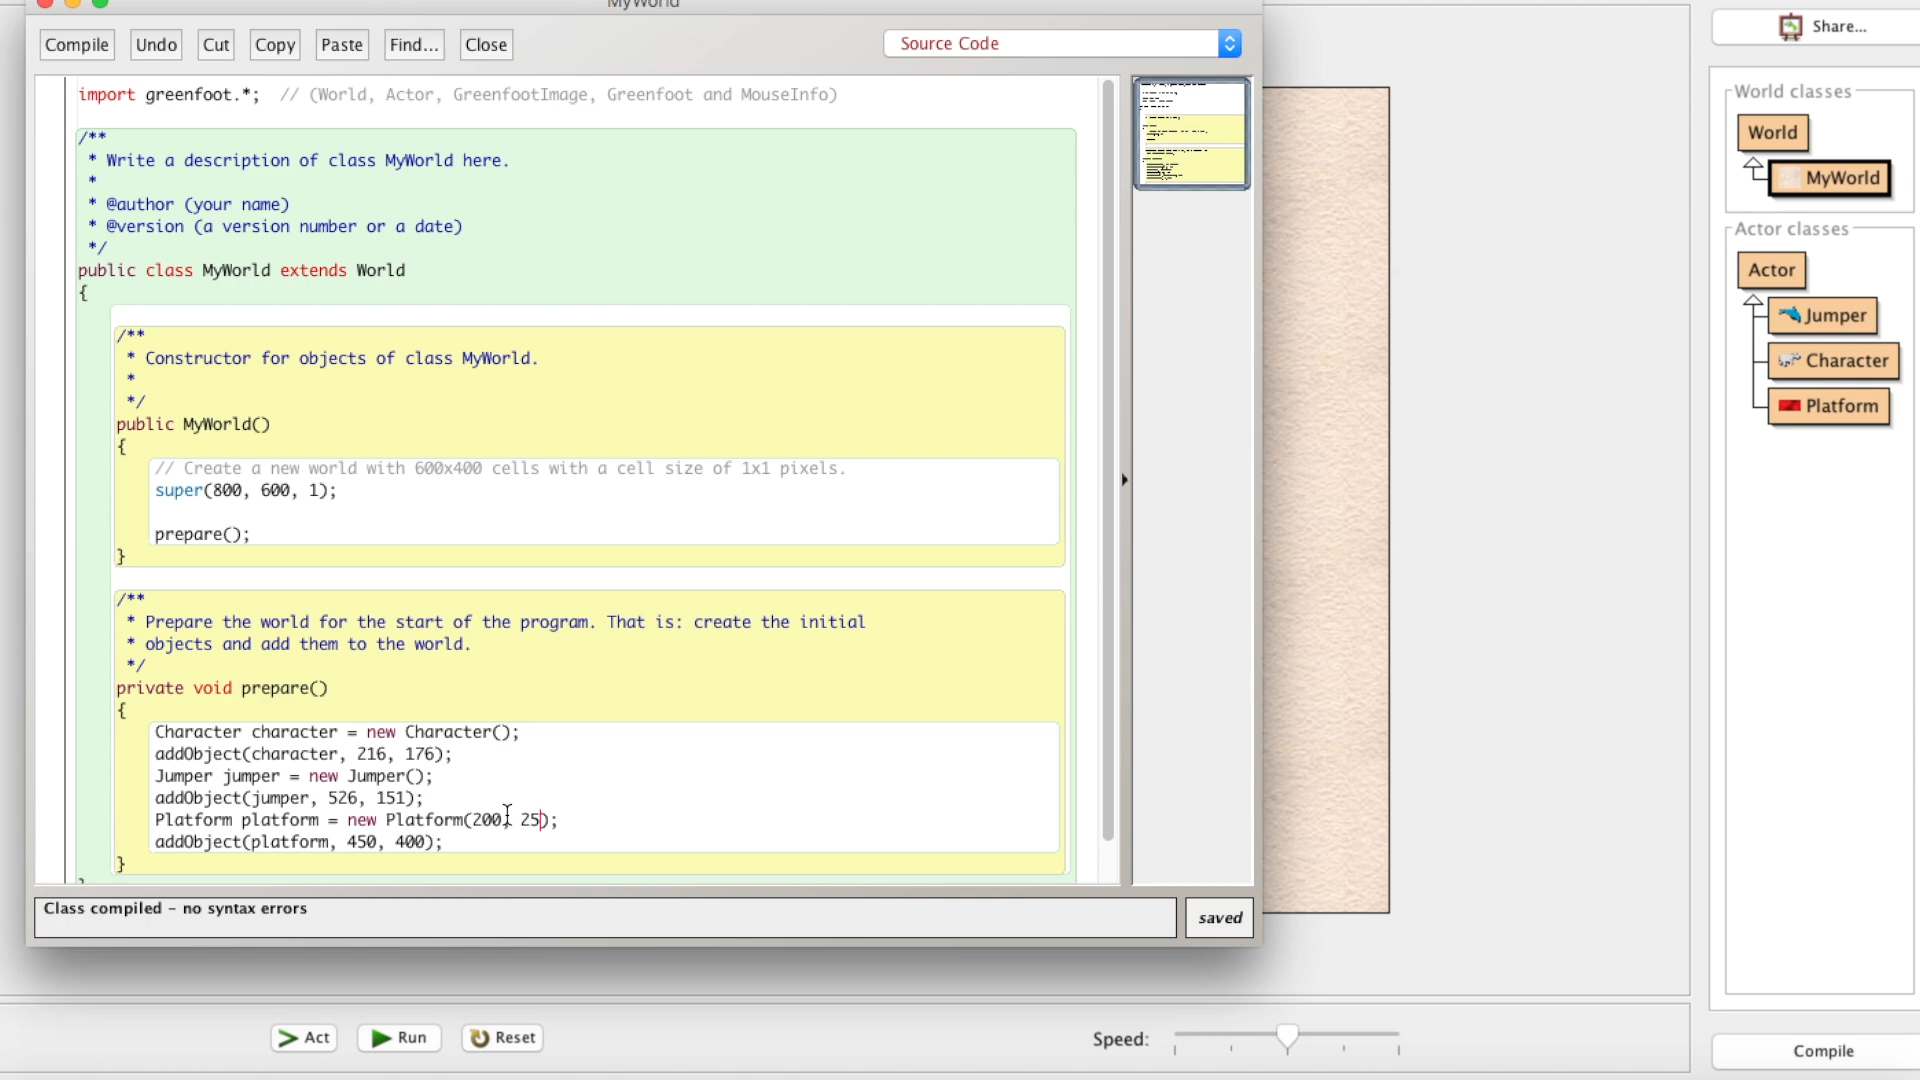 MyWorld
Compile Undo Cut Copy Paste Find... Close Source Code
import greenfoot.*;  // (World, Actor, GreenfootImage, Greenfoot and MouseInfo)
/**
 * Write a description of class MyWorld here.
 *
 * @author (your name)
 * @version (a version number or a date)
 */
public class MyWorld extends World
{
/**
 * Constructor for objects of class MyWorld.
 *
 */
public MyWorld()
{
// Create a new world with 600x400 cells with a cell size of 1x1 pixels.
super(800, 600, 1);
prepare();
}
/**
 * Prepare the world for the start of the program. That is: create the initial
 * objects and add them to the world.
 */
private void prepare()
{
Character character = new Character();
addObject(character, 216, 176);
Jumper jumper = new Jumper();
addObject(jumper, 526, 151);
Platform platform = new Platform(200, 25);
addObject(platform, 450, 400);
}
Class compiled - no syntax errors
saved
Share...
World classes
World
MyWorld
Actor classes
Actor
Jumper
Character
Platform
Act Run Reset Speed:
Compile